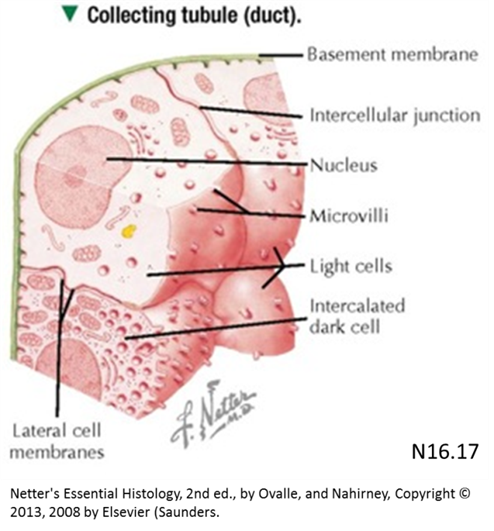 ▼ Collecting tubule (duct).
Basement membrane
Intercellular junction
Nucleus
Microvilli
Light cells
Intercalated
dark cell
Lateral cell
membranes
F. Netter
M.D.
N16.17
Netter's Essential Histology, 2nd ed., by Ovalle, and Nahirney, Copyright ©
2013, 2008 by Elsevier (Saunders.